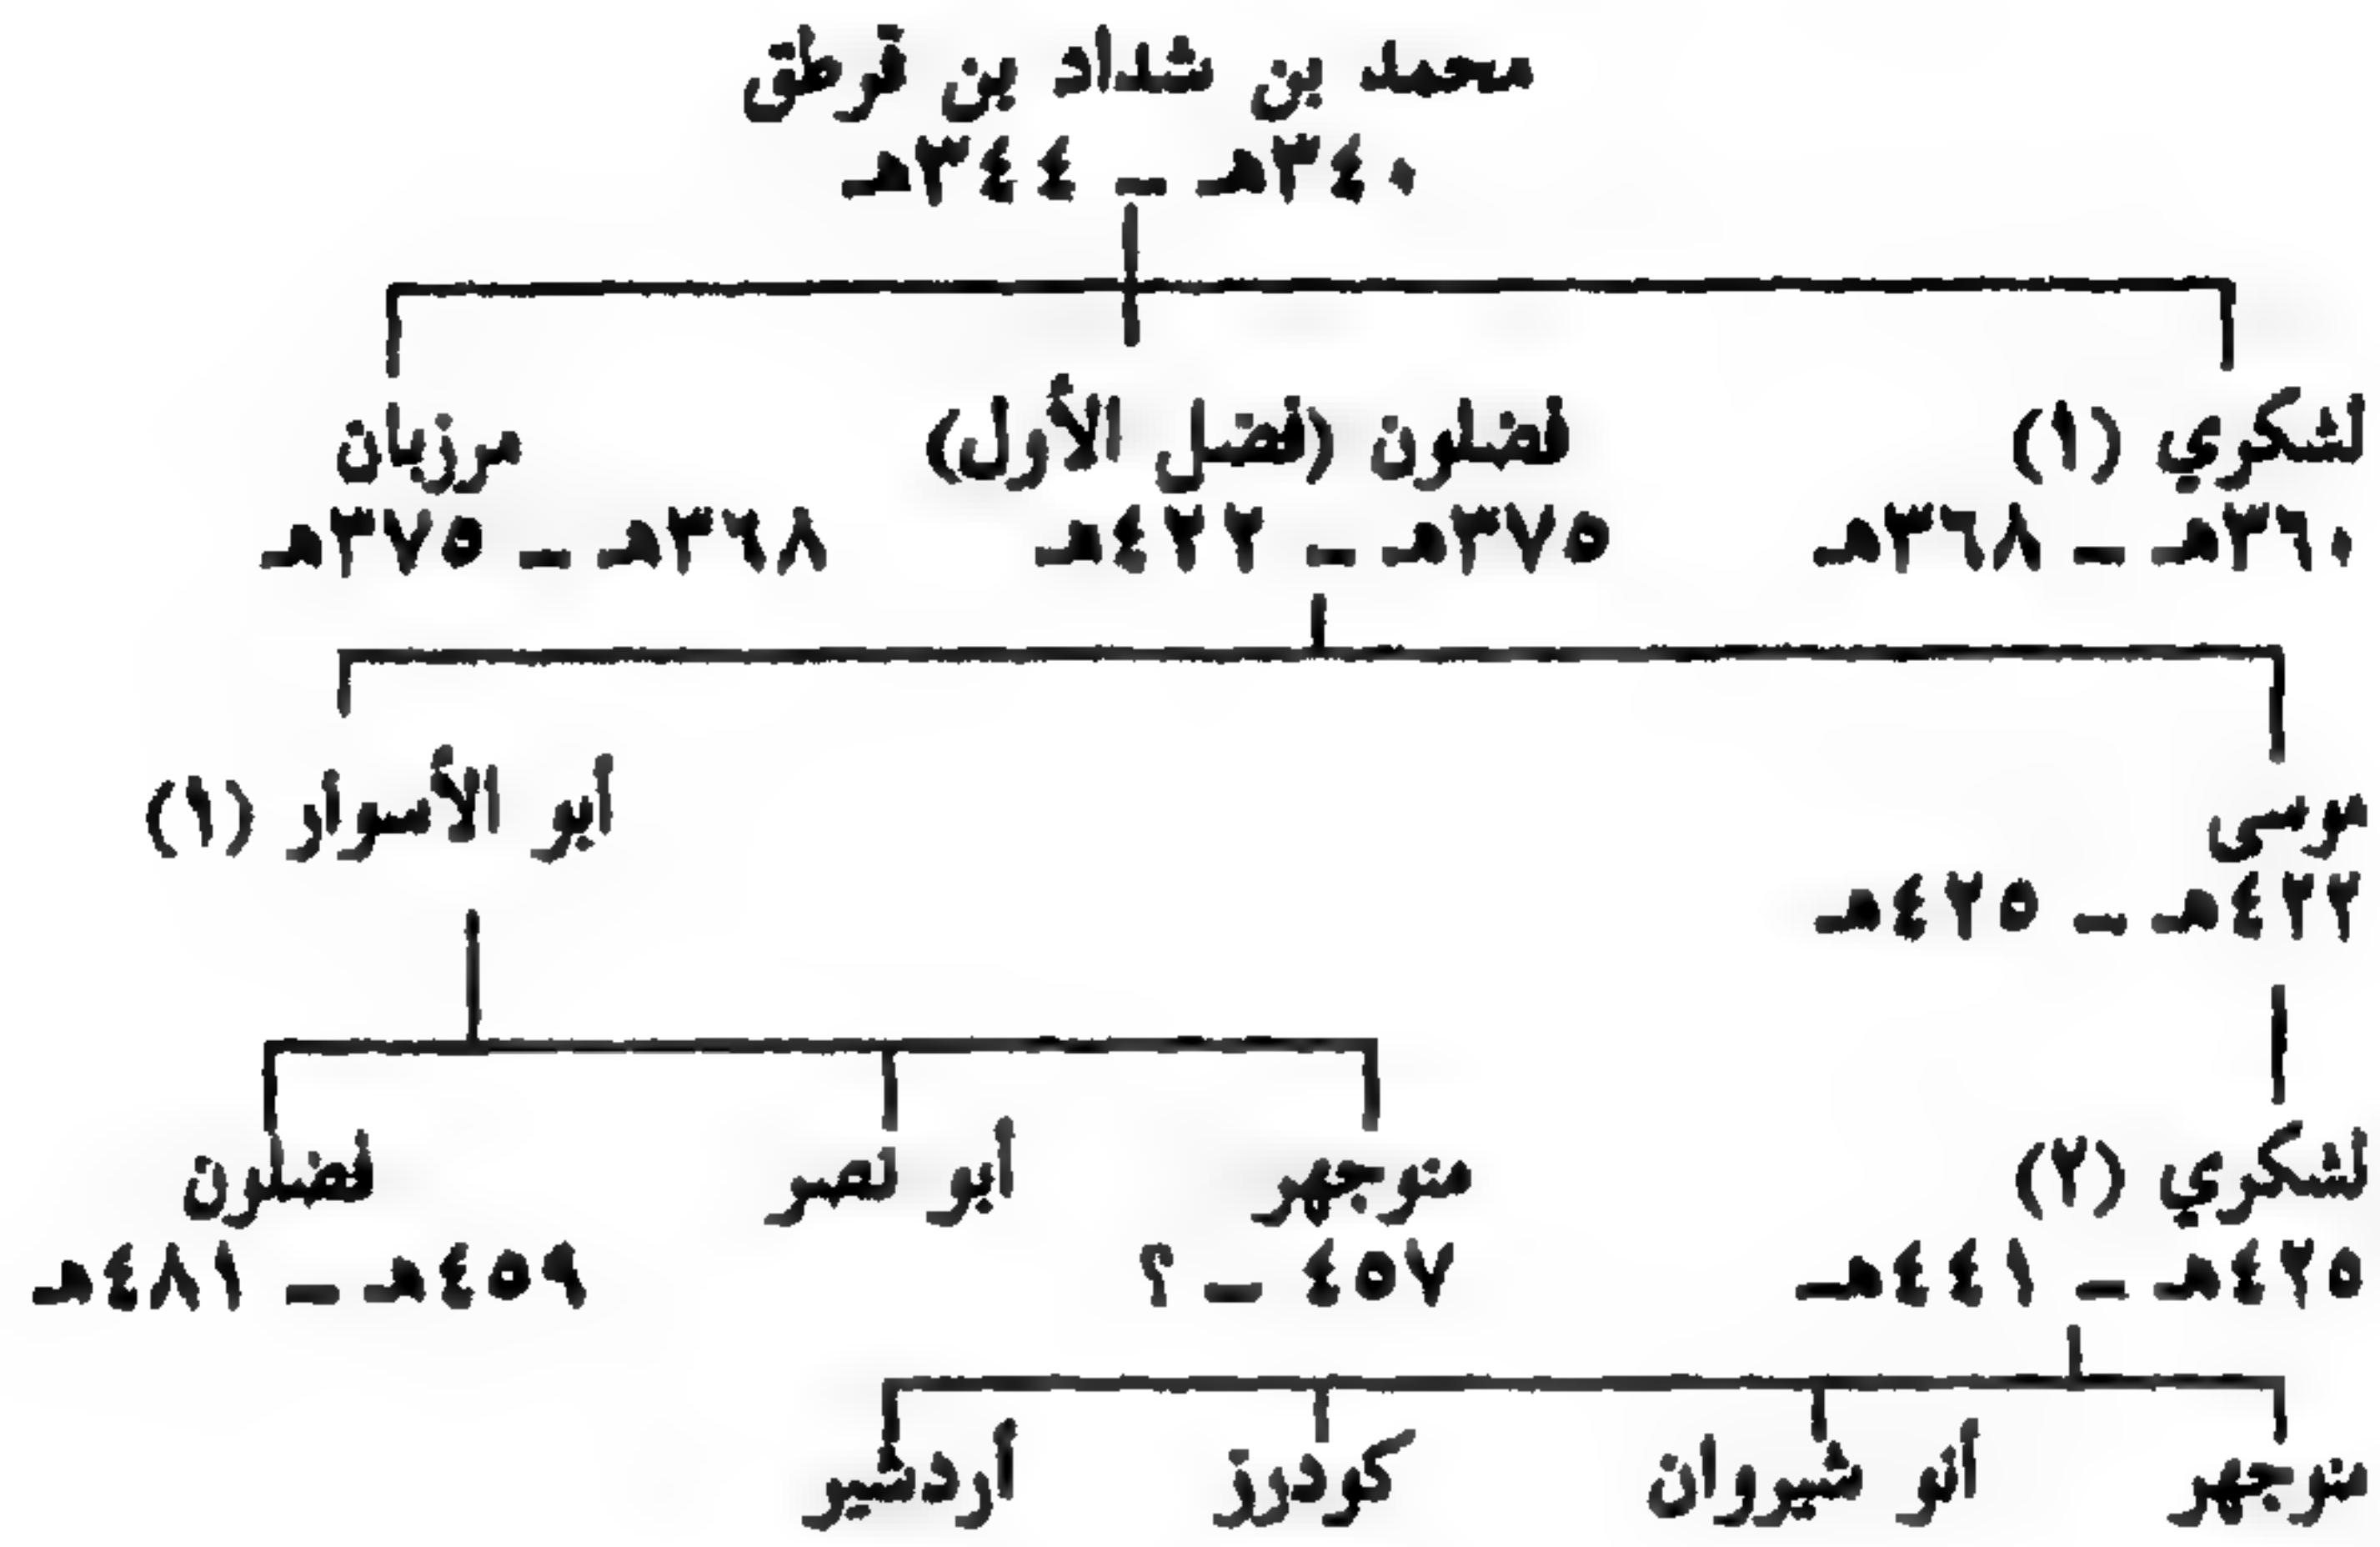 محمد بن شداد بن قرطق
٣٤٠هـ ـ ٣٤٤هـ
لشكري (١) فضلون (فضل الأول) مرزبان
٣٦٠هـ ـ ٣٦٨هـ ٣٧٥هـ ـ ٤٢٢هـ ٣٦٨هـ ـ ٣٧٥هـ
موسى أبو الأسوار (١)
٤٢٢هـ ـ ٤٢٥هـ
لشكري (٢) منوجهر أبو نصر فضلون
٤٢٥هـ ـ ٤٤١هـ ٤٥٧ ـ ؟ ٤٥٩هـ ـ ٤٨١هـ
منوجهر أنو شيروان كودرز أردشير